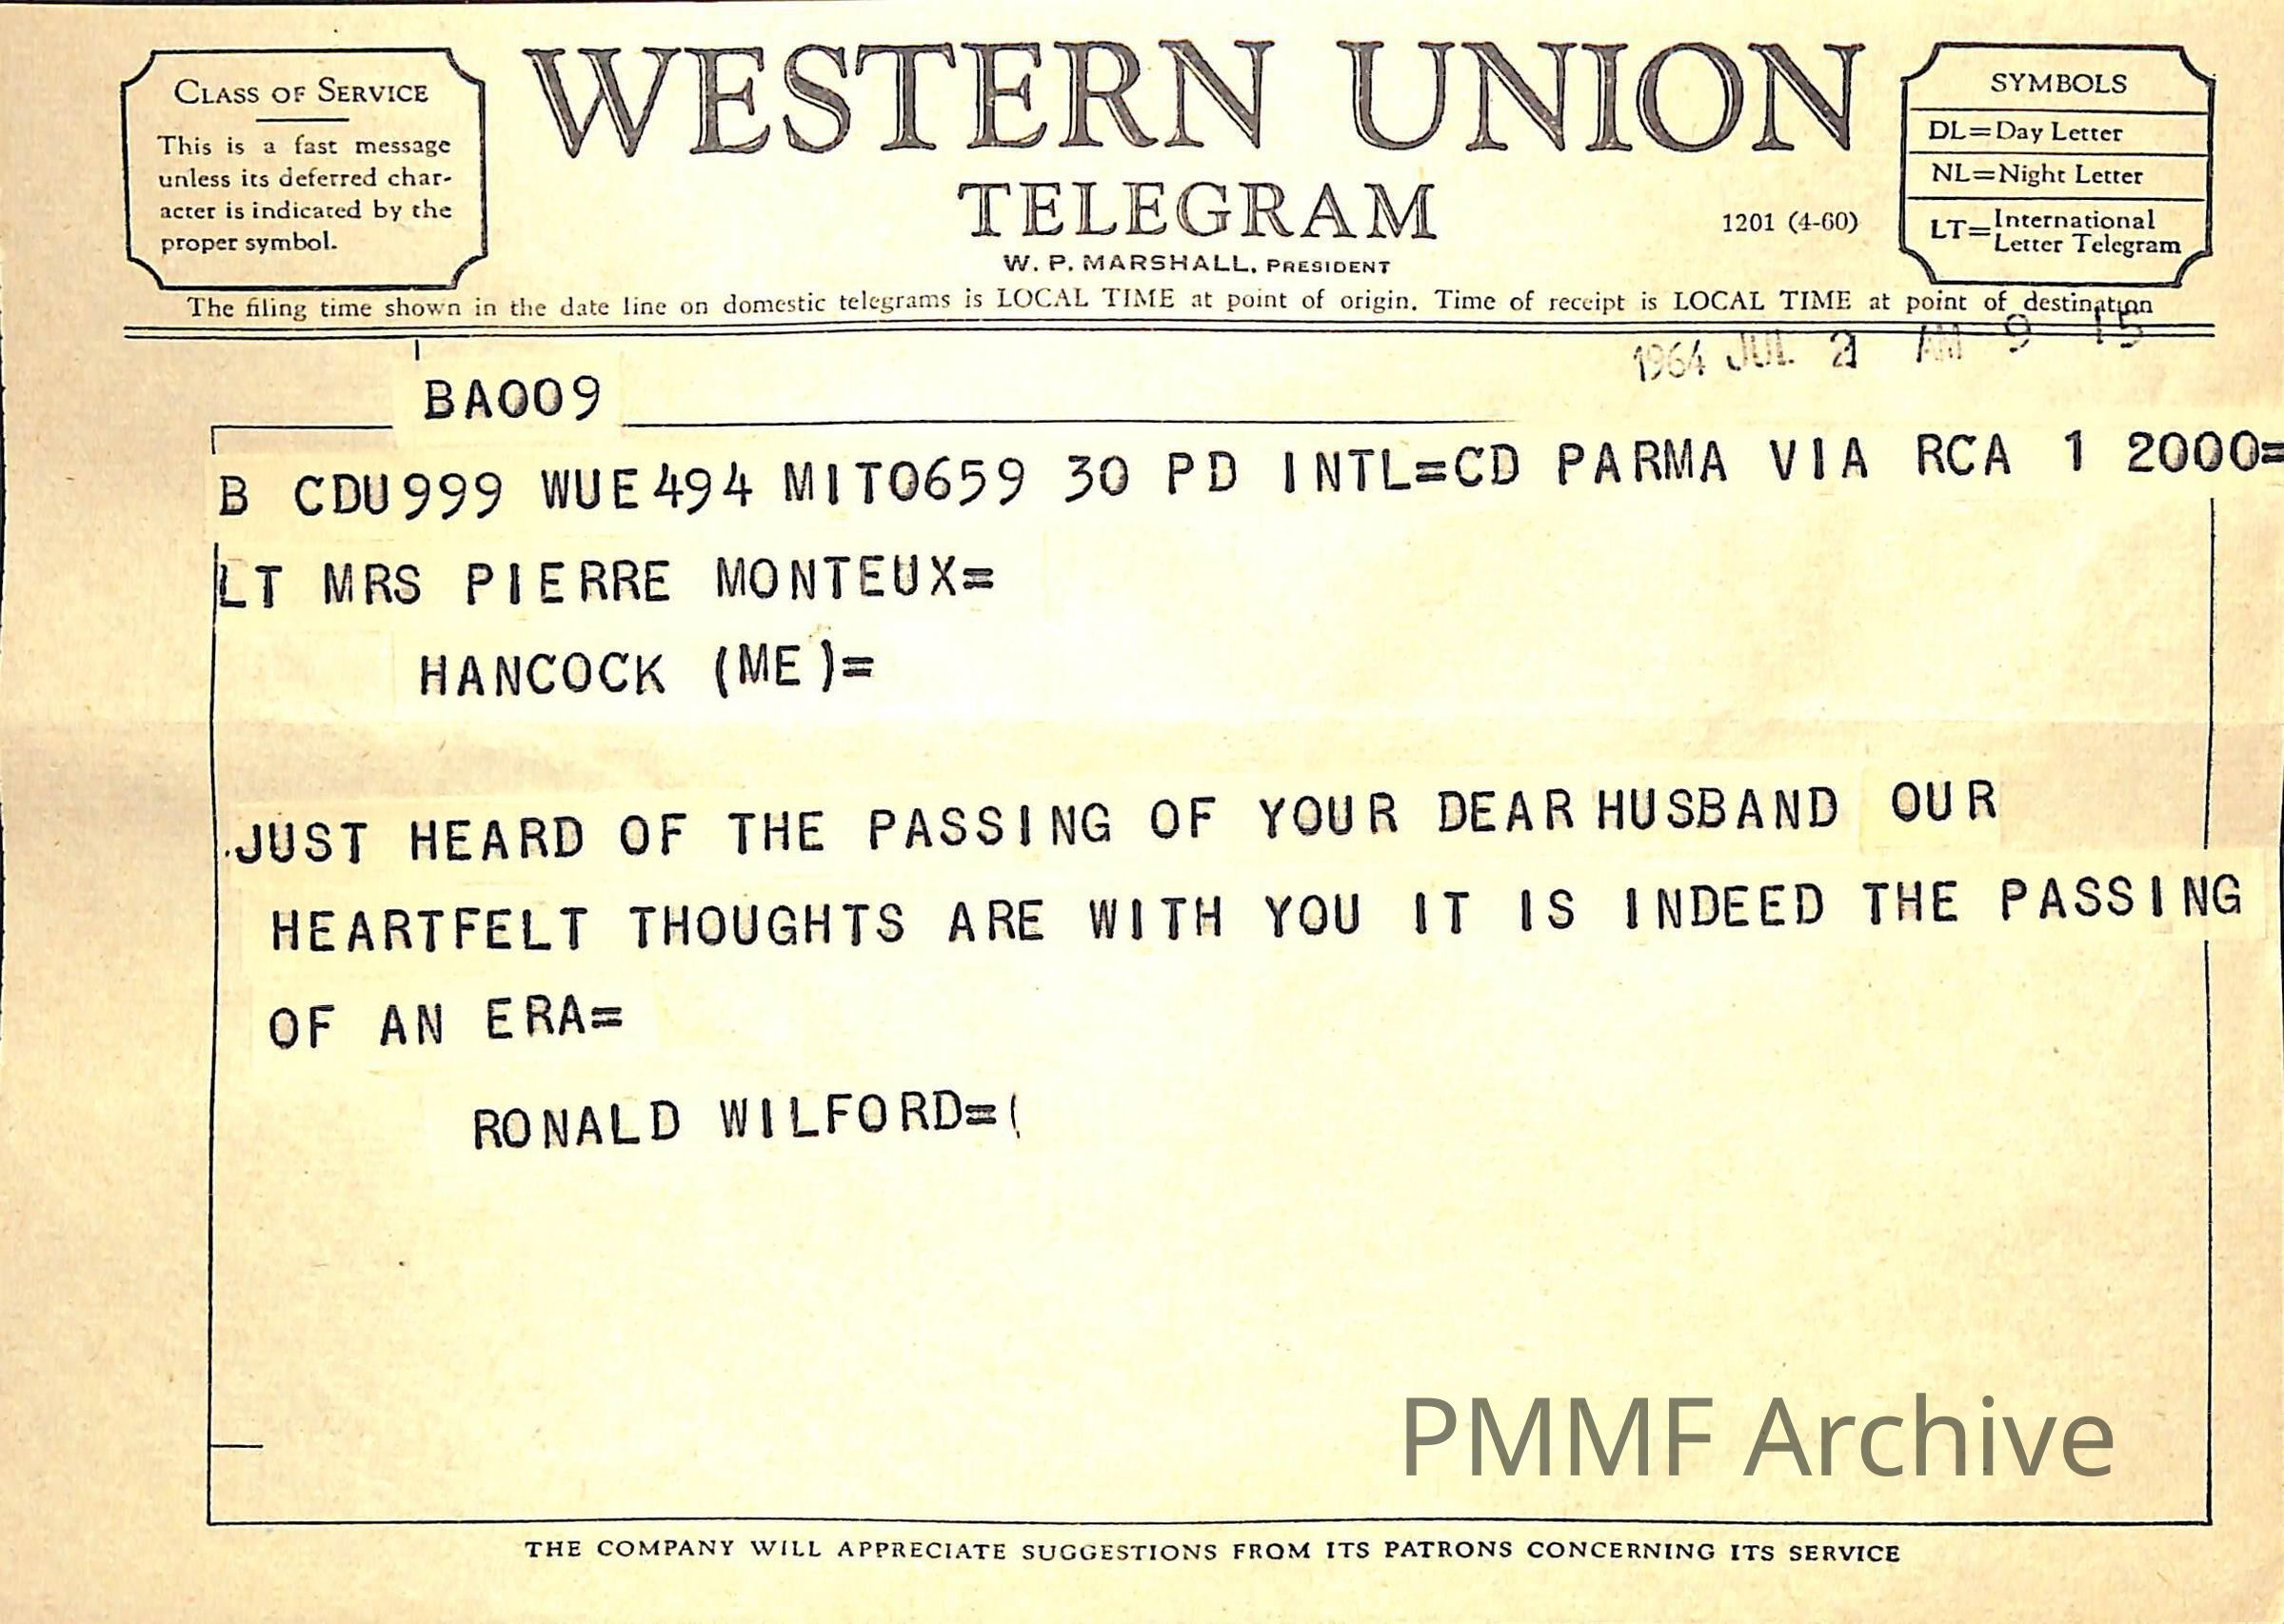 CLASS OF SERVICE
This is a fast message
unless its deferred char-
acter is indicated by the
proper symbol.
WESTERN UNION
TELEGRAM
W. P. MARSHALL, PRESIDENT
1201 (4-60)
SYMBOLS
DL=Day Letter
NL=Night Letter
LT=International
Letter Telegram
The filing time shown in the date line on domestic telegrams is LOCAL TIME at point of origin. Time of receipt is LOCAL TIME at point of destination
1964 JUL 2 AM 9 15
BA009
B CDU999 WUE494 MIT0659 30 PD INTL=CD PARMA VIA RCA 1 2000=
LT MRS PIERRE MONTEUX=
HANCOCK (ME)=
JUST HEARD OF THE PASSING OF YOUR DEAR HUSBAND OUR
HEARTFELT THOUGHTS ARE WITH YOU IT IS INDEED THE PASSING
OF AN ERA=
RONALD WILFORD=(
PMMF Archive
THE COMPANY WILL APPRECIATE SUGGESTIONS FROM ITS PATRONS CONCERNING ITS SERVICE